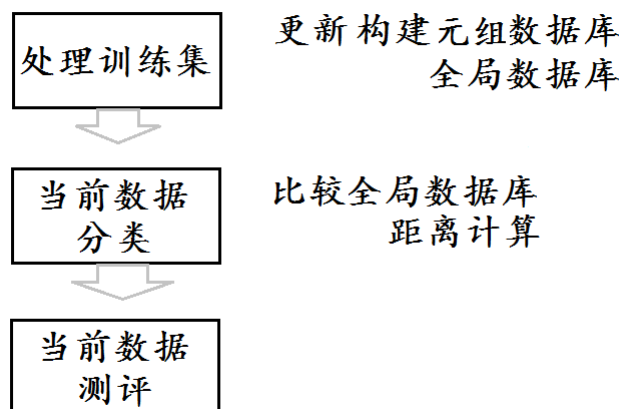 处理训练集
更新构建元组数据库
全局数据库
当前数据
分类
比较全局数据库
距离计算
当前数据
测评